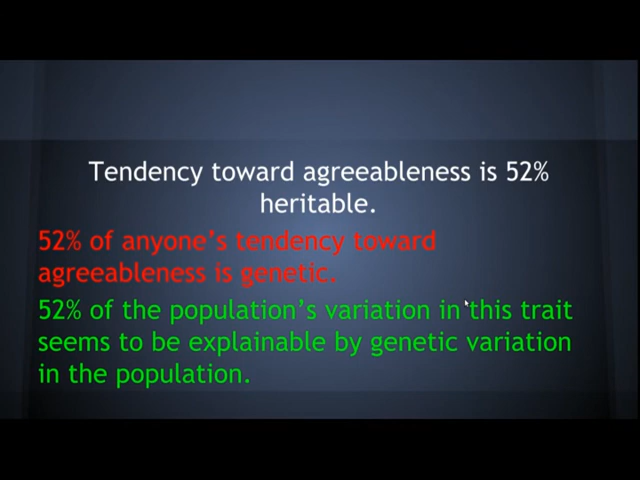 Tendency toward agreeableness is 52%
heritable.
52% of anyone's tendency toward
agreeableness is genetic.
52% of the population's variation in this trait
seems to be explainable by genetic variation
in the population.